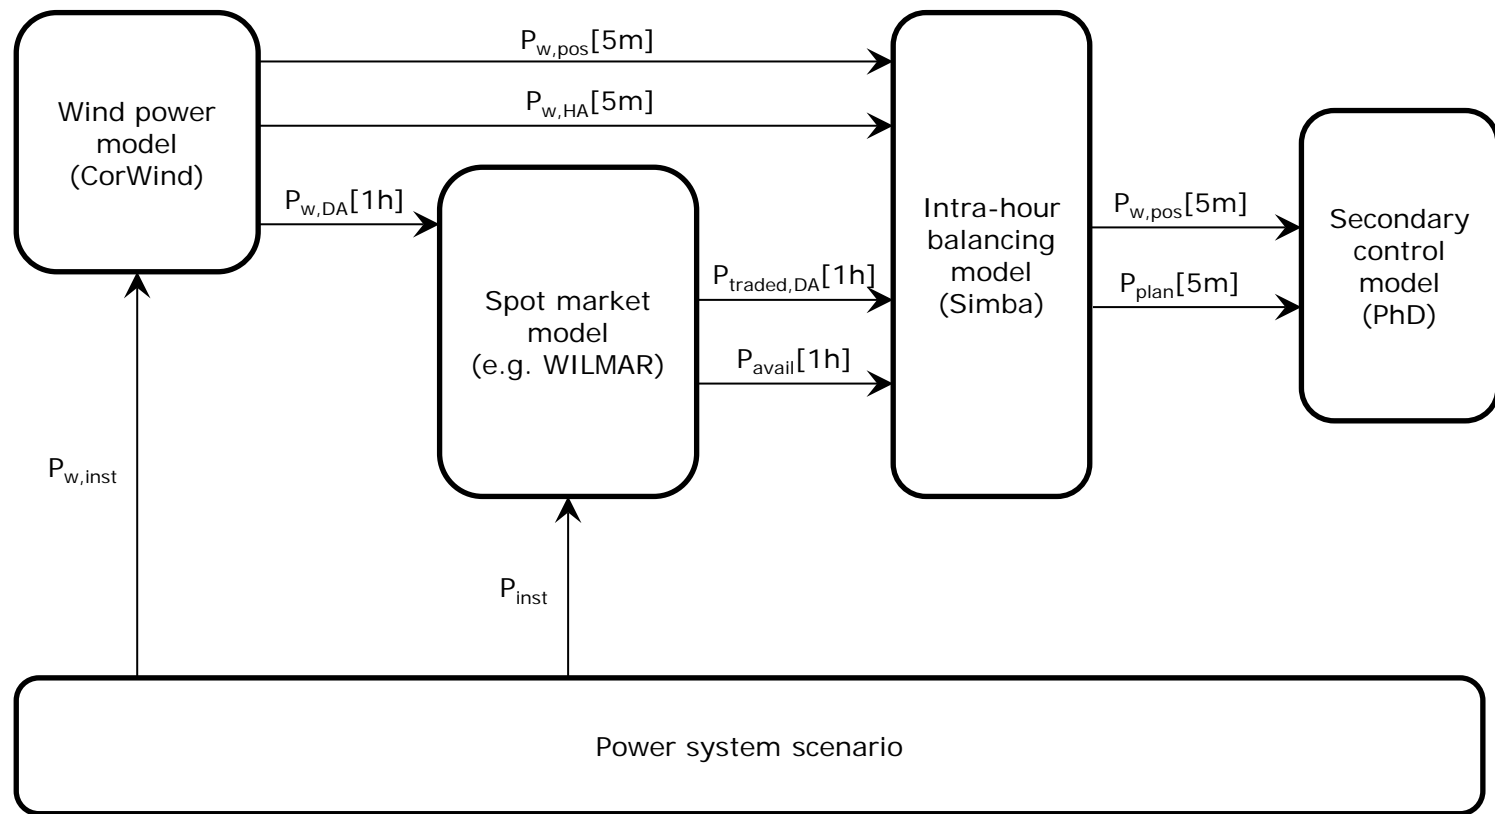 P_w,pos[5m]
Wind power
model
(CorWind)
P_w,HA[5m]
P_w,DA[1h]
Spot market
model
(e.g. WILMAR)
P_traded,DA[1h]
P_avail[1h]
Intra-hour
balancing
model
(Simba)
P_w,pos[5m]
P_plan[5m]
Secondary
control
model
(PhD)
P_w,inst
P_inst
Power system scenario